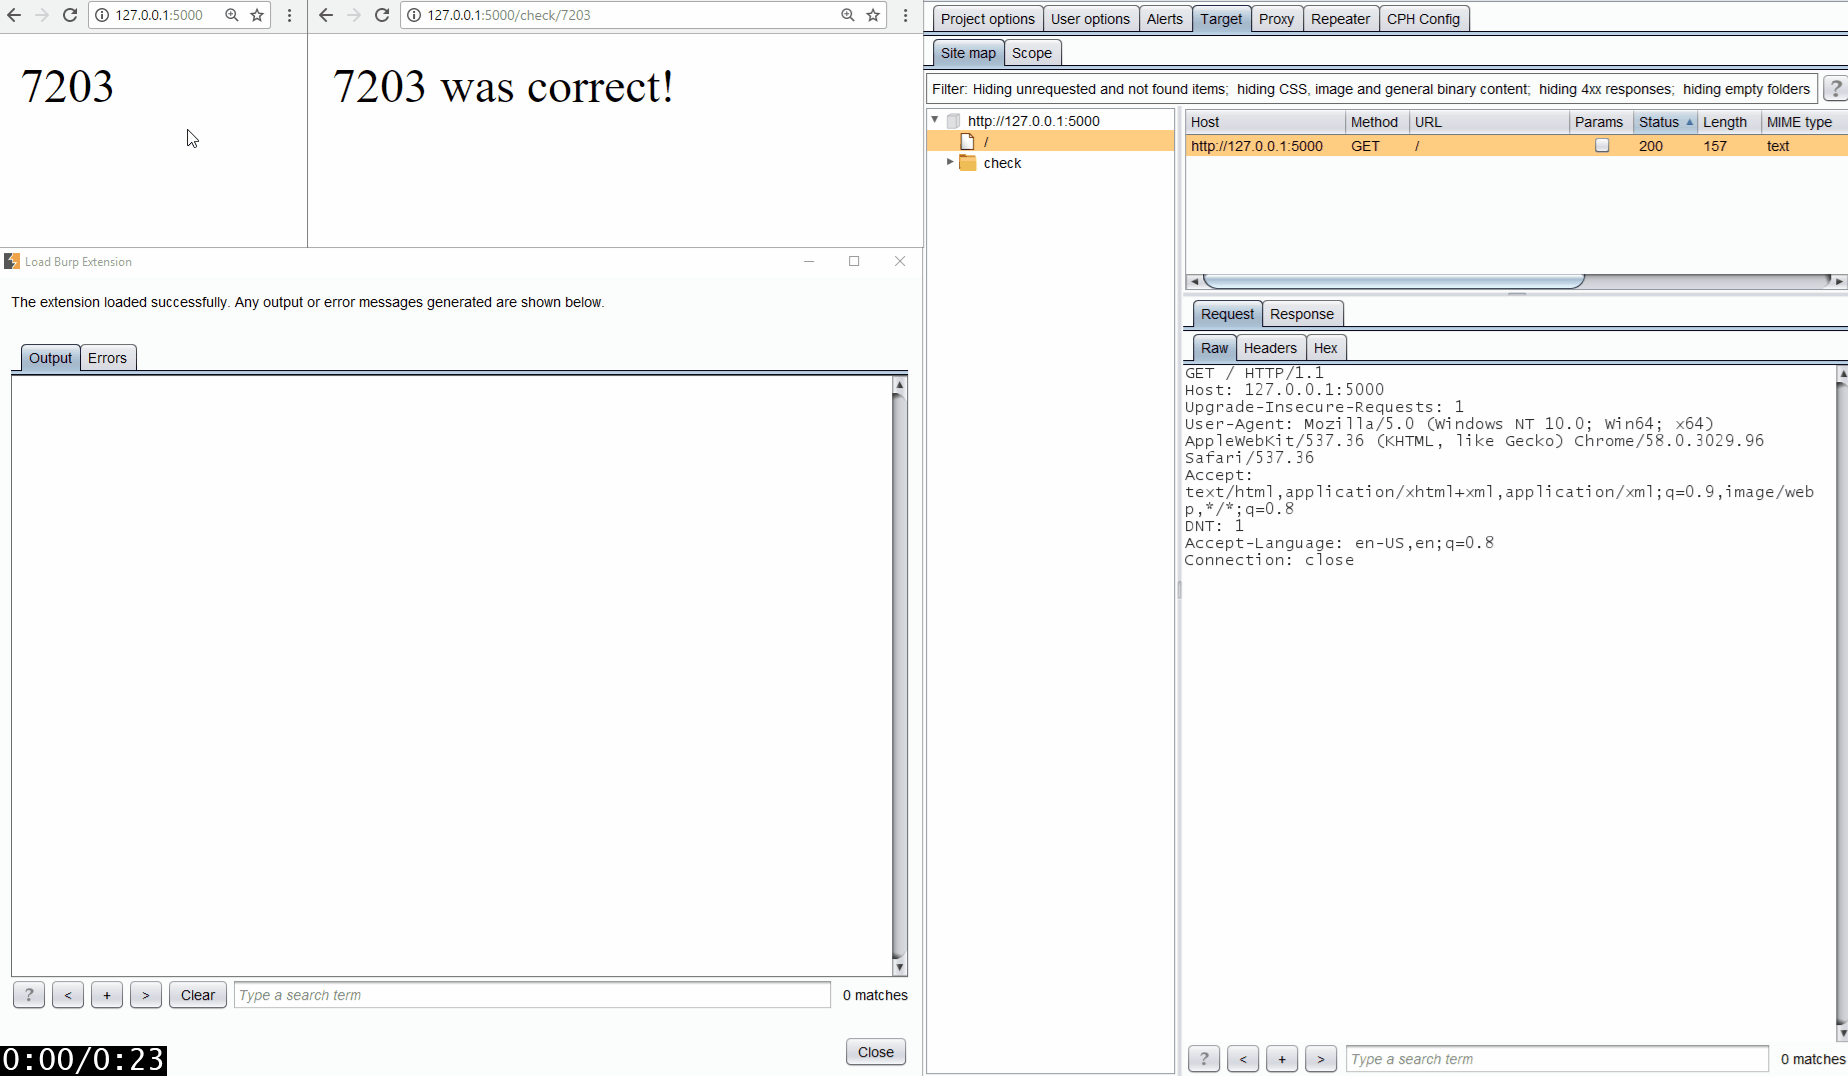 127.0.0.1:5000
7203
127.0.0.1:5000/check/7203
7203 was correct!
Load Burp Extension
The extension loaded successfully. Any output or error messages generated are shown below.
Output
Errors
?
<
+
>
Clear
Type a search term
0 matches
Close
0:00/0:23
Project options
User options
Alerts
Target
Proxy
Repeater
CPH Config
Site map
Scope
Filter: Hiding unrequested and not found items; hiding CSS, image and general binary content; hiding 4xx responses; hiding empty folders
?
http://127.0.0.1:5000
/
check
Host Method URL Params Status Length MIME type
http://127.0.0.1:5000 GET / 200 157 text
Request
Response
Raw
Headers
Hex
GET / HTTP/1.1
Host: 127.0.0.1:5000
Upgrade-Insecure-Requests: 1
User-Agent: Mozilla/5.0 (Windows NT 10.0; Win64; x64)
AppleWebKit/537.36 (KHTML, like Gecko) Chrome/58.0.3029.96
Safari/537.36
Accept:
text/html,application/xhtml+xml,application/xml;q=0.9,image/web
p,*/*;q=0.8
DNT: 1
Accept-Language: en-US,en;q=0.8
Connection: close
?
<
+
>
Type a search term
0 matches